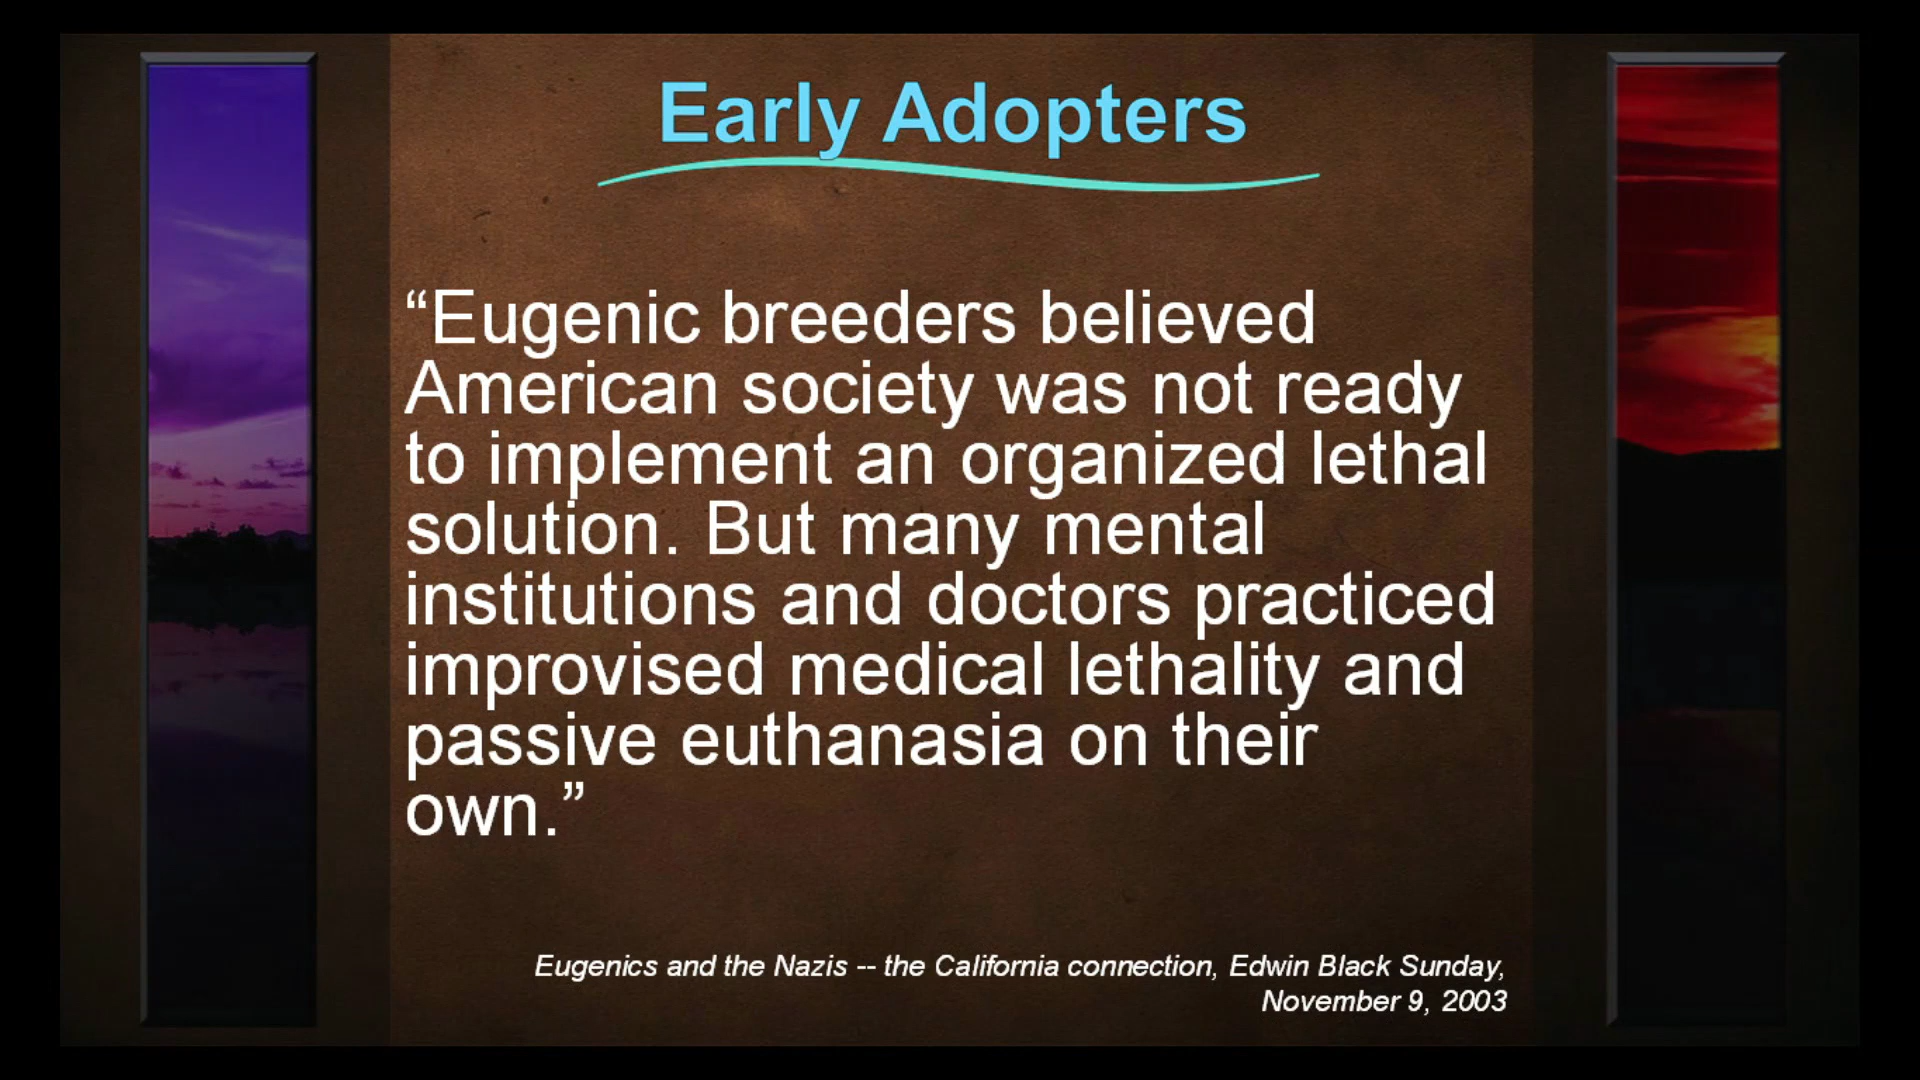 Early Adopters
“Eugenic breeders believed
American society was not ready
to implement an organized lethal
solution. But many mental
institutions and doctors practiced
improvised medical lethality and
passive euthanasia on their
own.”
Eugenics and the Nazis -- the California connection, Edwin Black Sunday,
November 9, 2003